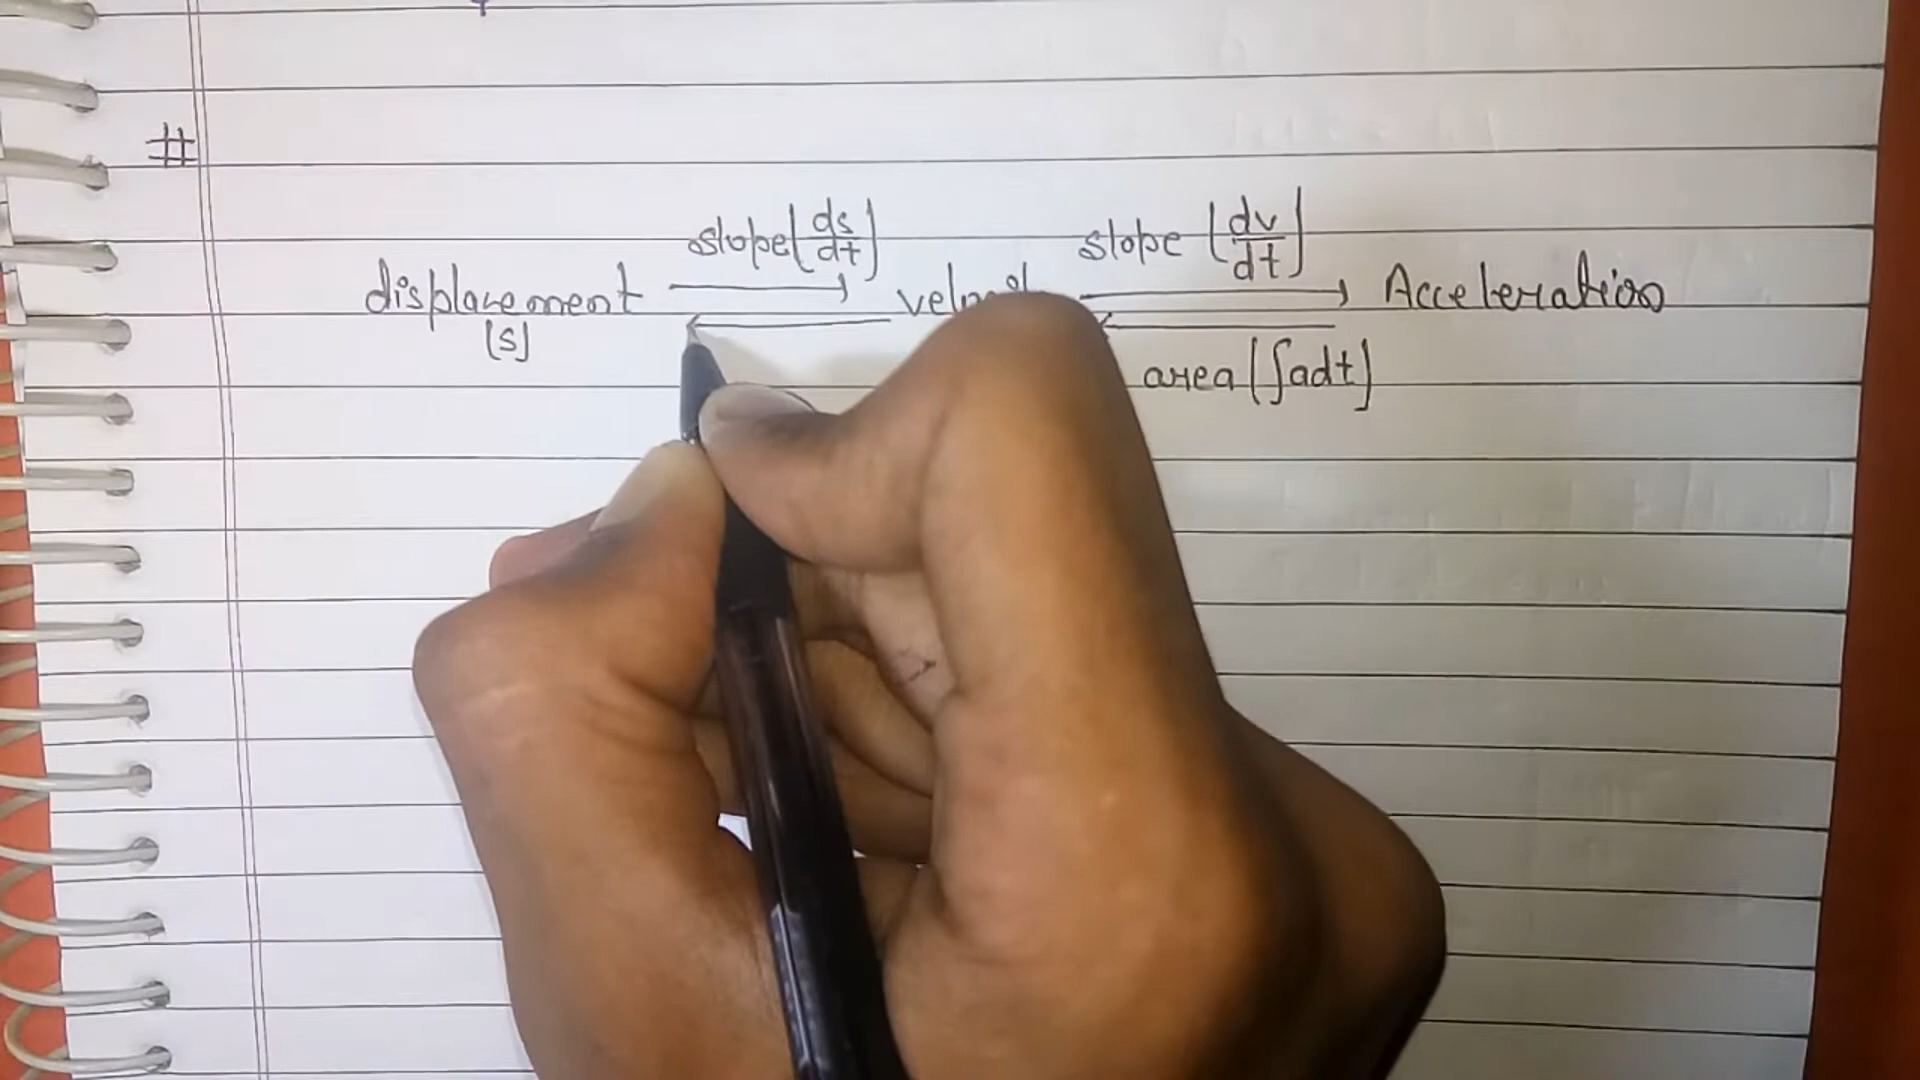 #
slope(ds/dt) slope (dv/dt)
displacement → ← → ← Acceleration
(s) area(∫adt)